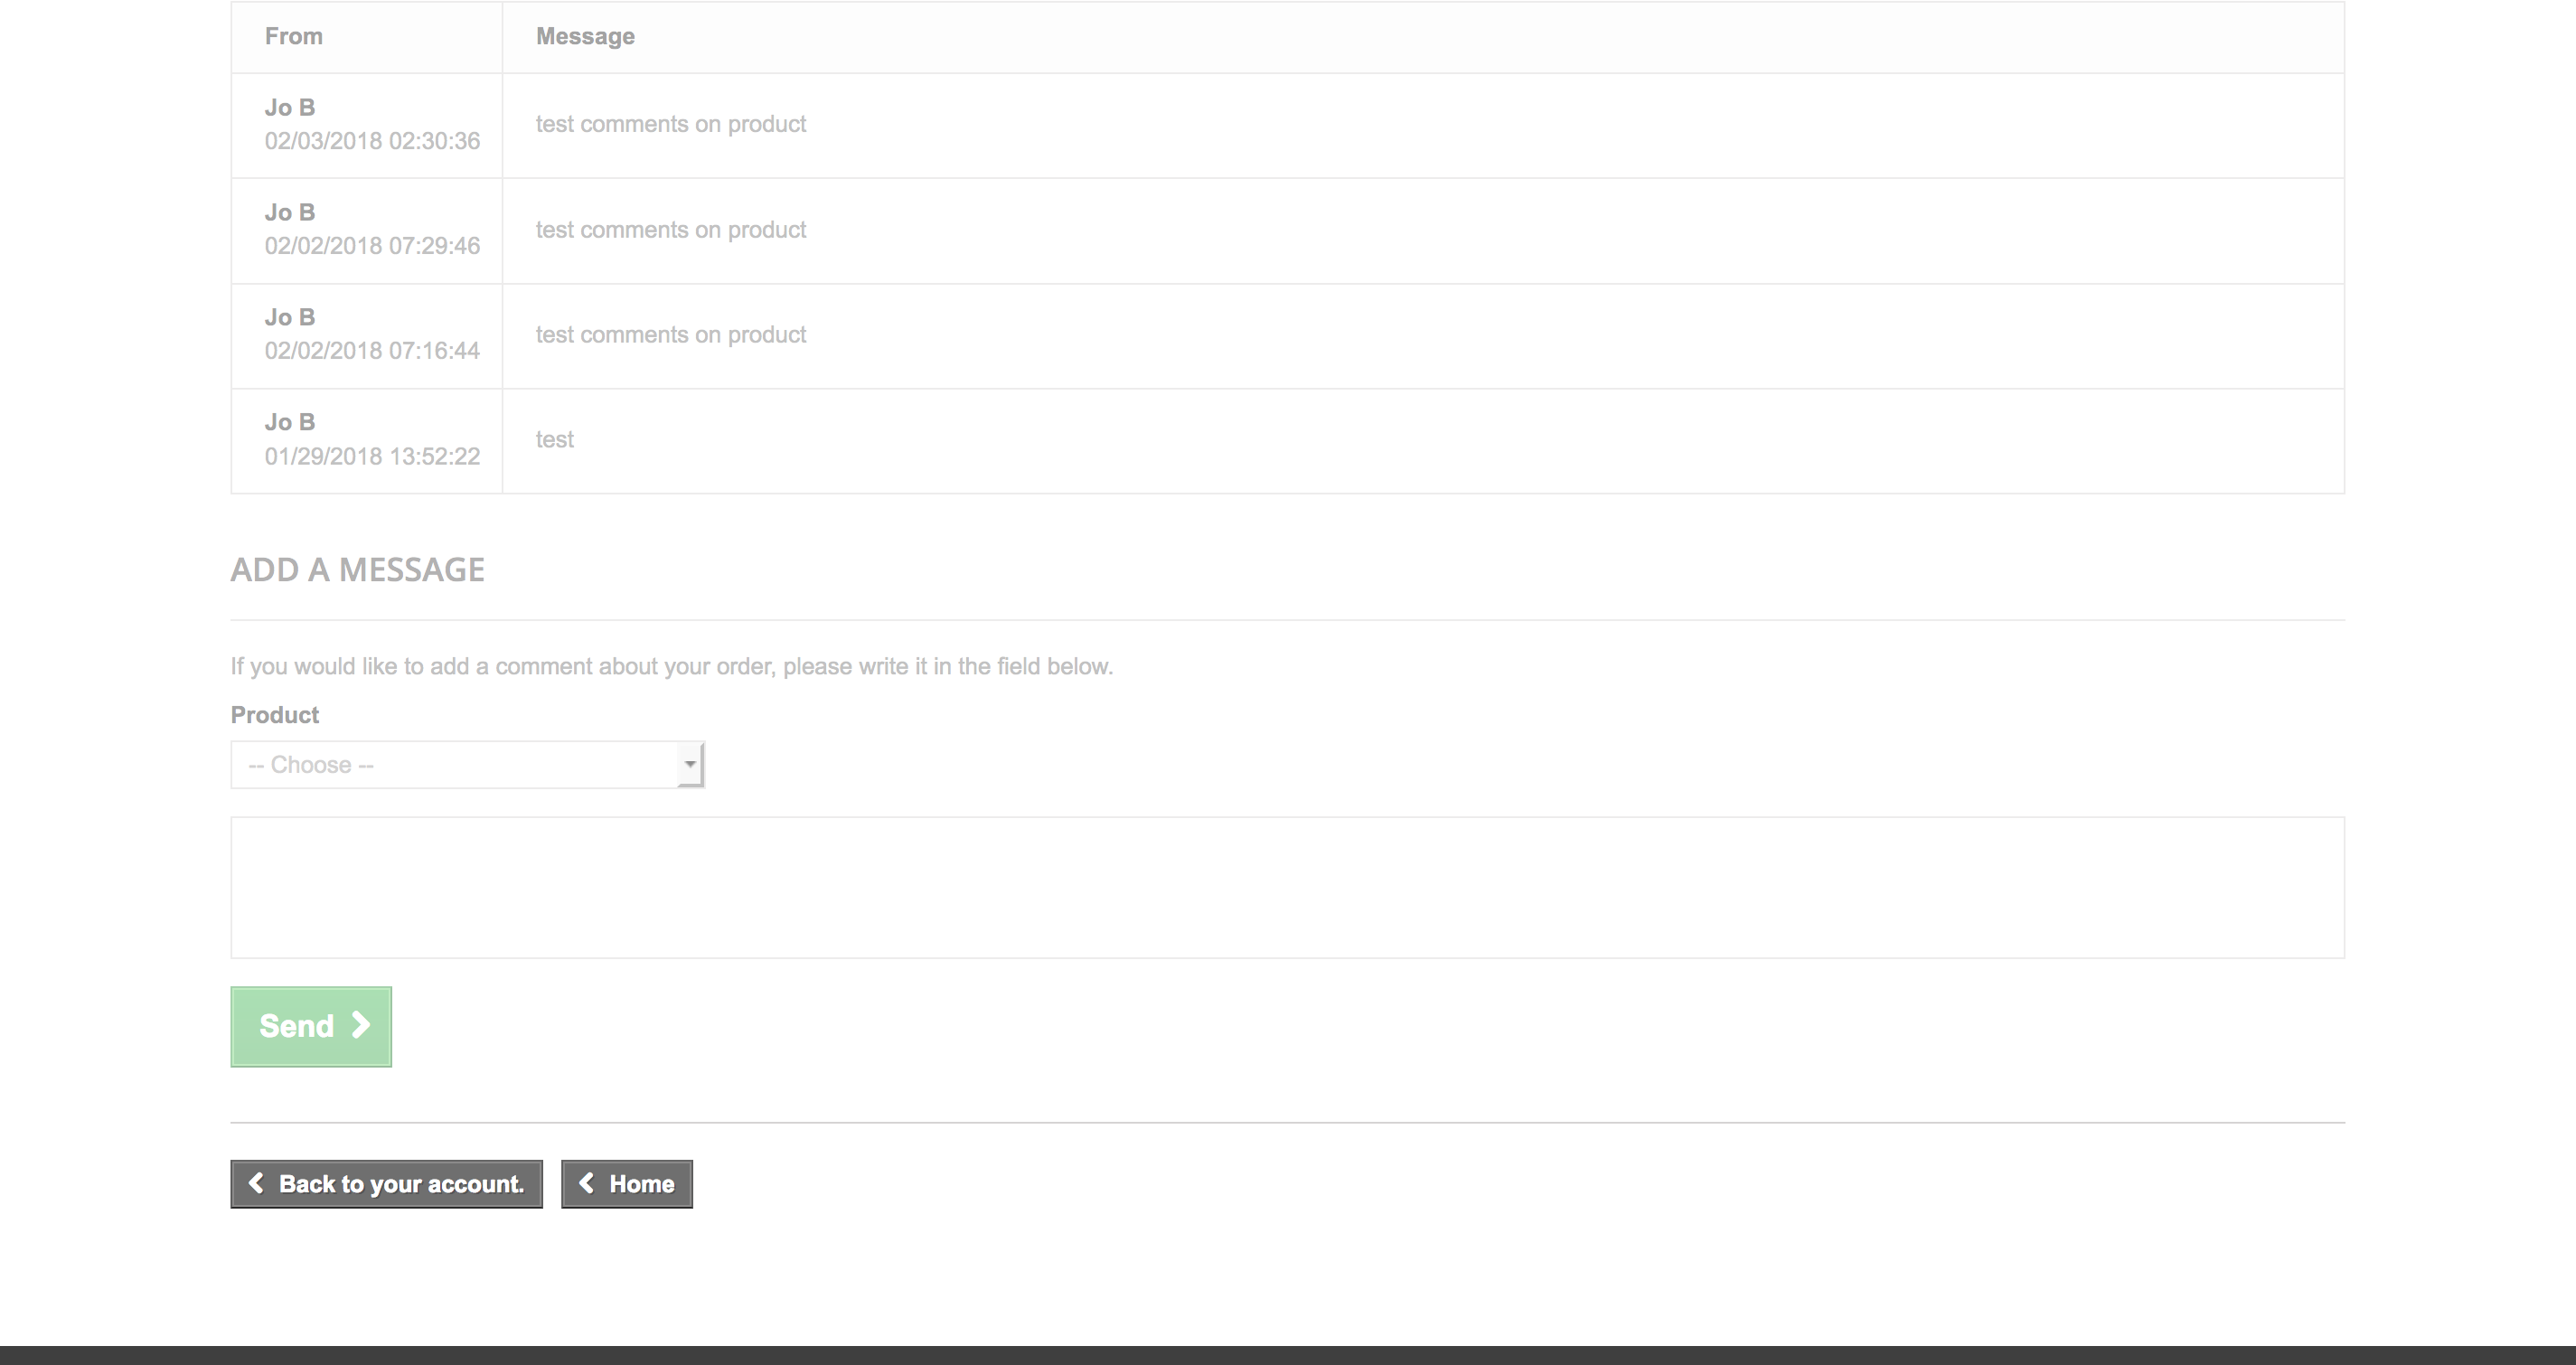 From Message
Jo B
02/03/2018 02:30:36
test comments on product
Jo B
02/02/2018 07:29:46
test comments on product
Jo B
02/02/2018 07:16:44
test comments on product
Jo B
01/29/2018 13:52:22
test
ADD A MESSAGE
If you would like to add a comment about your order, please write it in the field below.
Product
-- Choose --
Send
Back to your account.
Home